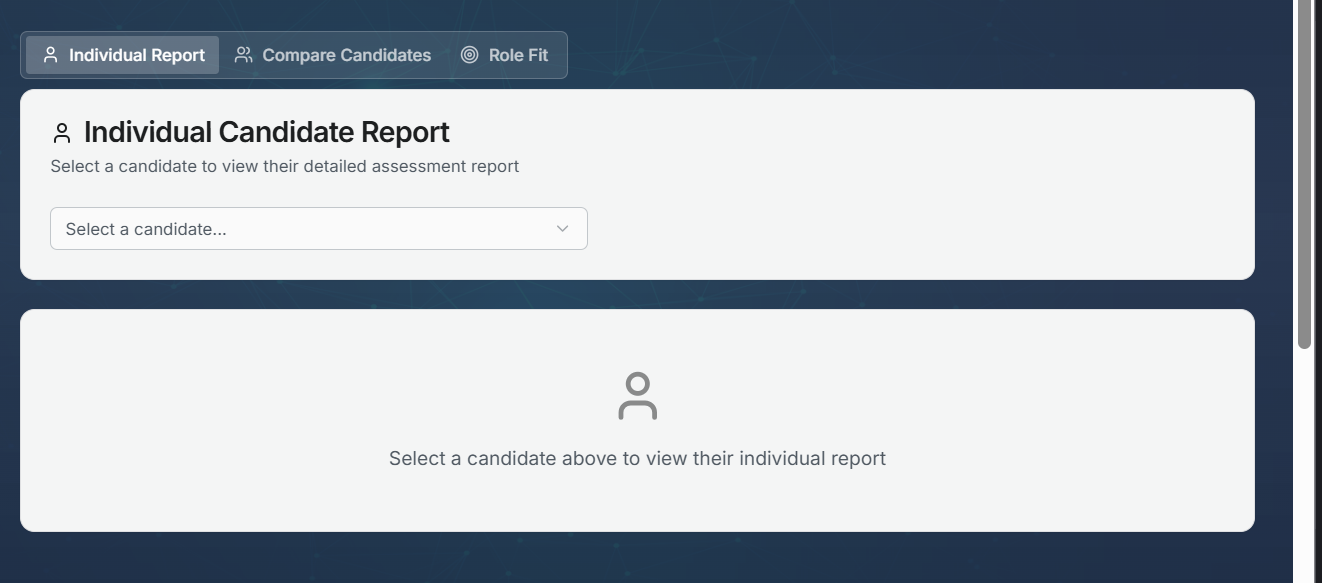 Individual Report
Compare Candidates
Role Fit
Individual Candidate Report
Select a candidate to view their detailed assessment report
Select a candidate...
Select a candidate above to view their individual report